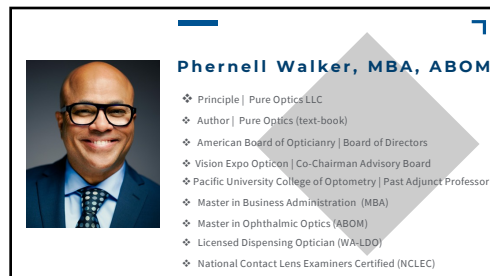 Phernell Walker, MBA, ABOM
❖ Principle | Pure Optics LLC
❖ Author | Pure Optics (text-book)
❖ American Board of Opticianry | Board of Directors
❖ Vision Expo Opticon | Co-Chairman Advisory Board
❖ Pacific University College of Optometry | Past Adjunct Professor
❖ Master in Business Administration (MBA)
❖ Master in Ophthalmic Optics (ABOM)
❖ Licensed Dispensing Optician (WA-LDO)
❖ National Contact Lens Examiners Certified (NCLEC)